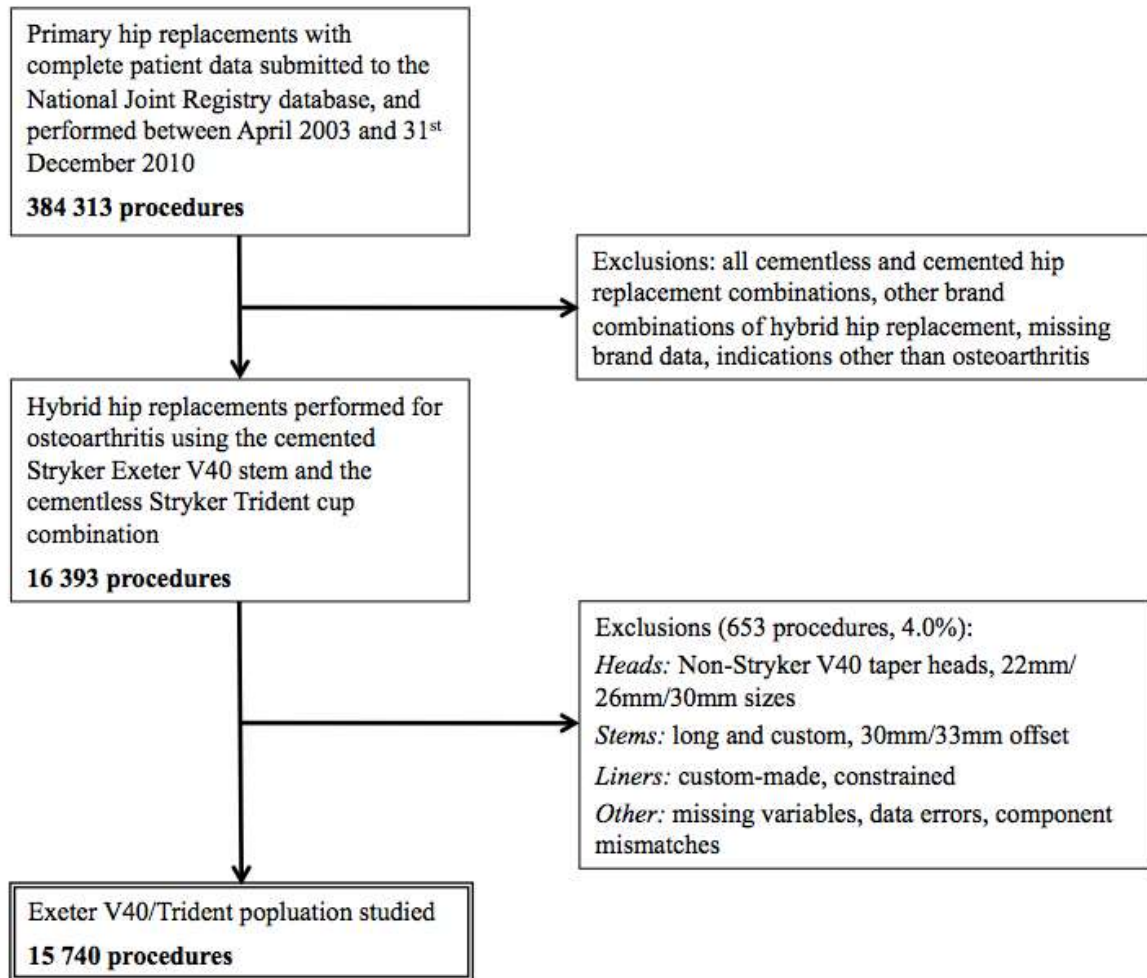 Primary hip replacements with
complete patient data submitted to the
National Joint Registry database, and
performed between April 2003 and 31st
December 2010
384 313 procedures
Exclusions: all cementless and cemented hip
replacement combinations, other brand
combinations of hybrid hip replacement, missing
brand data, indications other than osteoarthritis
Hybrid hip replacements performed for
osteoarthritis using the cemented
Stryker Exeter V40 stem and the
cementless Stryker Trident cup
combination
16 393 procedures
Exclusions (653 procedures, 4.0%):
Heads: Non-Stryker V40 taper heads, 22mm/
26mm/30mm sizes
Stems: long and custom, 30mm/33mm offset
Liners: custom-made, constrained
Other: missing variables, data errors, component
mismatches
Exeter V40/Trident popluation studied
15 740 procedures